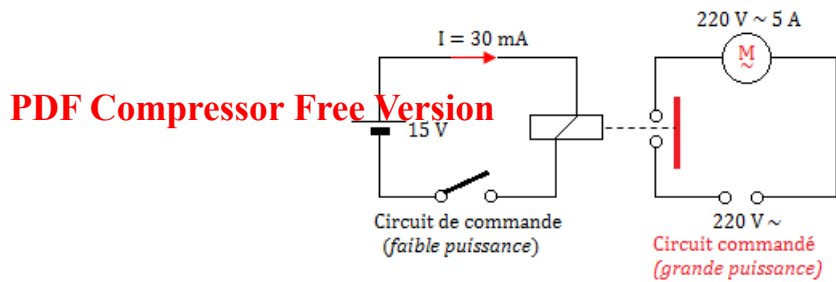 220 V ~ 5 A
I = 30 mA
M
~
PDF Compressor Free Version
15 V
Circuit de commande
(faible puissance)
220 V ~
Circuit commandé
(grande puissance)